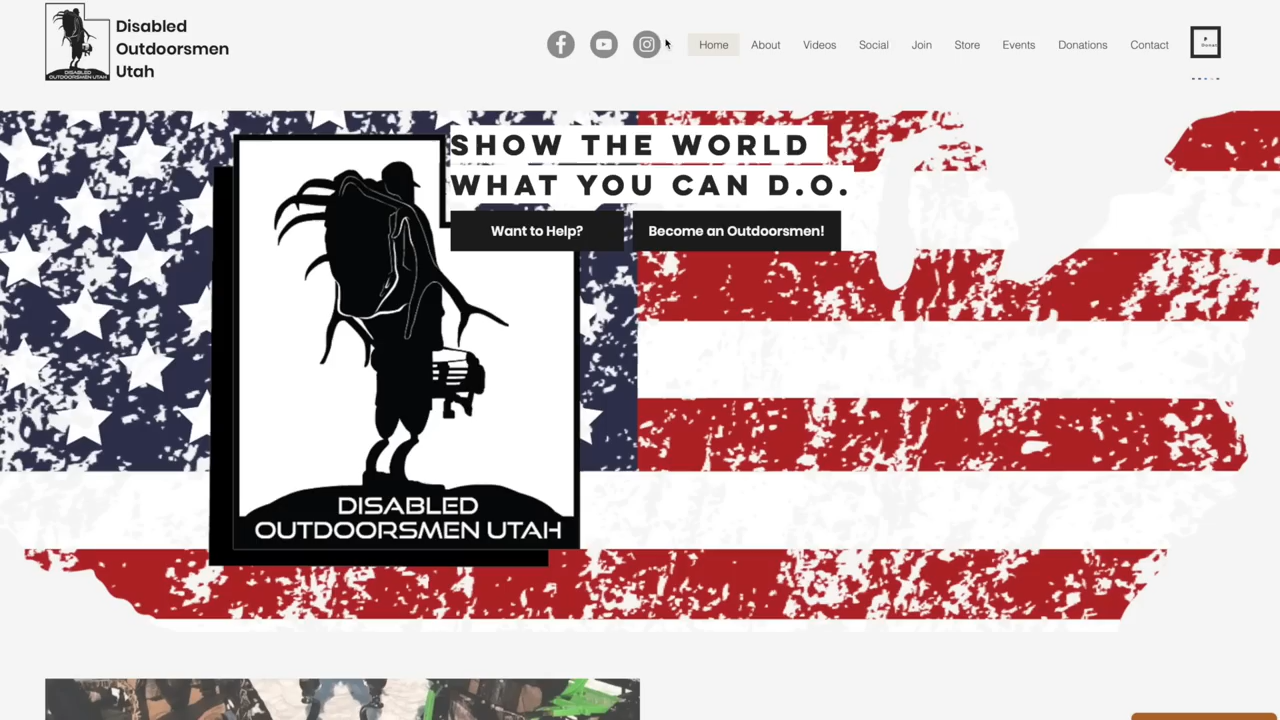 DISABLED
OUTDOORSMEN UTAH
Disabled
Outdoorsmen
Utah
Home
About
Videos
Social
Join
Store
Events
Donations
Contact
SHOW THE WORLD
WHAT YOU CAN D.O.
Want to Help?
Become an Outdoorsmen!
DISABLED
OUTDOORSMEN UTAH